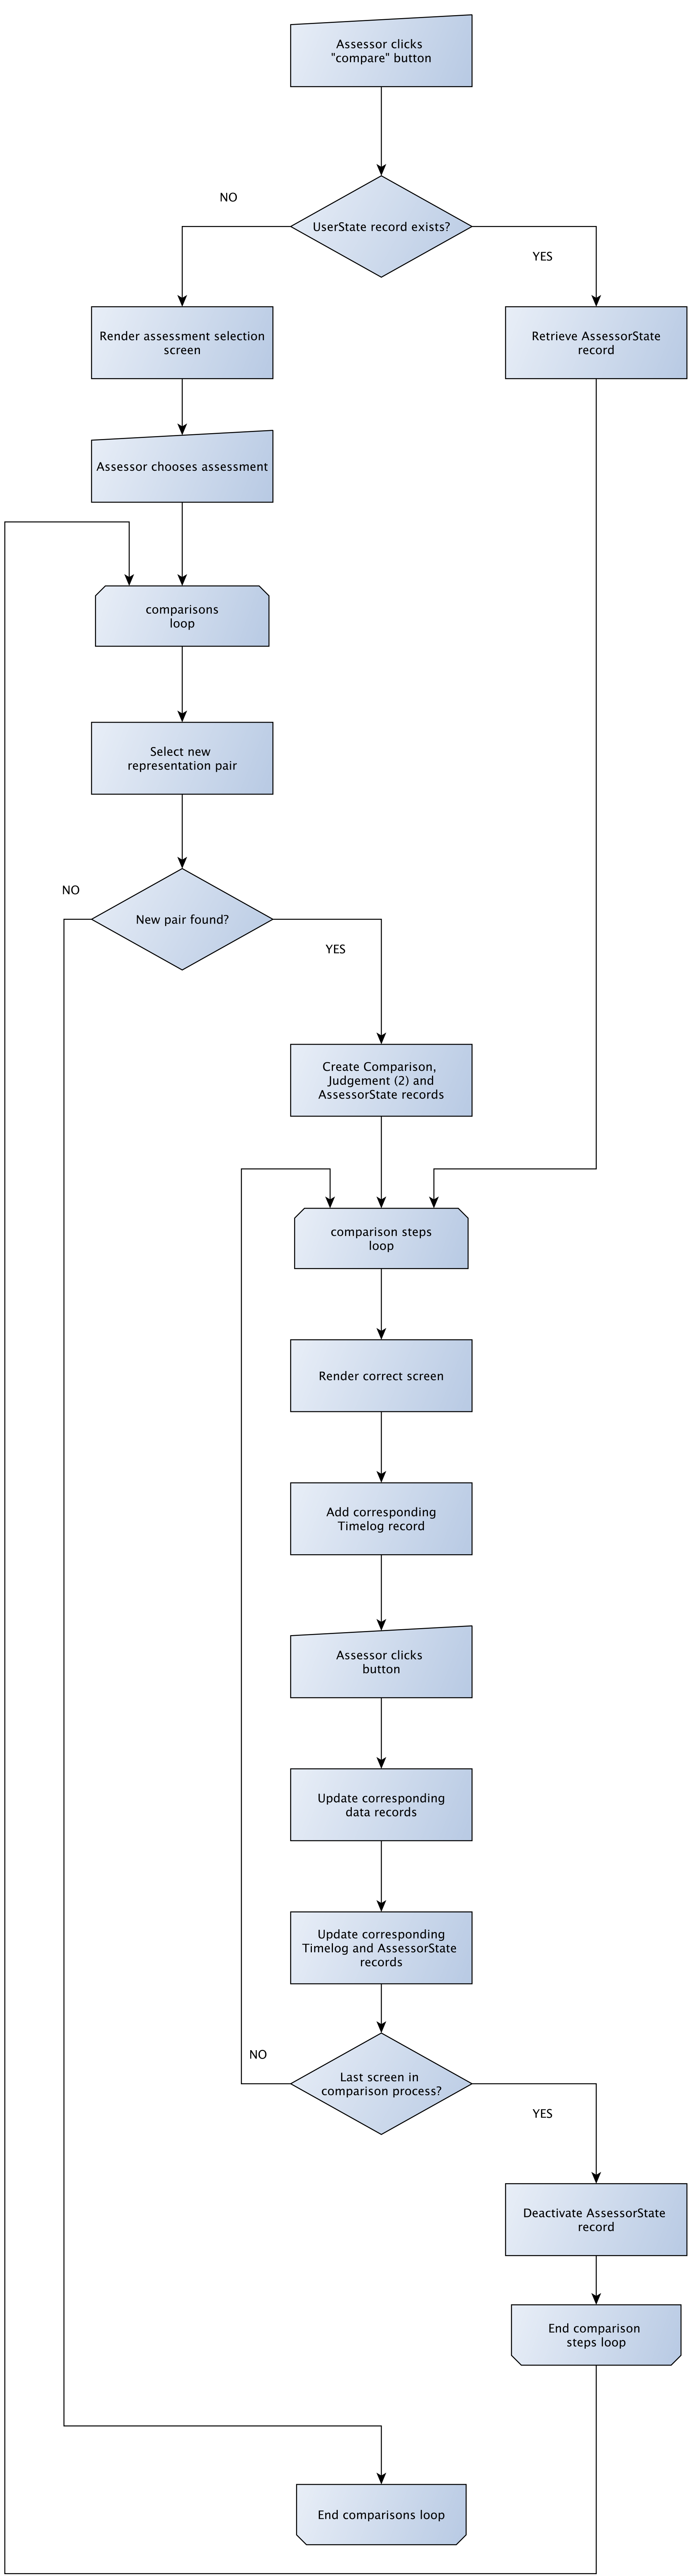 Assessor clicks
"compare" button
NO
UserState record exists?
YES
Render assessment selection
screen
Retrieve AssessorState
record
Assessor chooses assessment
comparisons
loop
Select new
representation pair
NO
New pair found?
YES
Create Comparison,
Judgement (2) and
AssessorState records
comparison steps
loop
Render correct screen
Add corresponding
Timelog record
Assessor clicks
button
Update corresponding
data records
Update corresponding
Timelog and AssessorState
records
NO
Last screen in
comparison process?
YES
Deactivate AssessorState
record
End comparison
steps loop
End comparisons loop